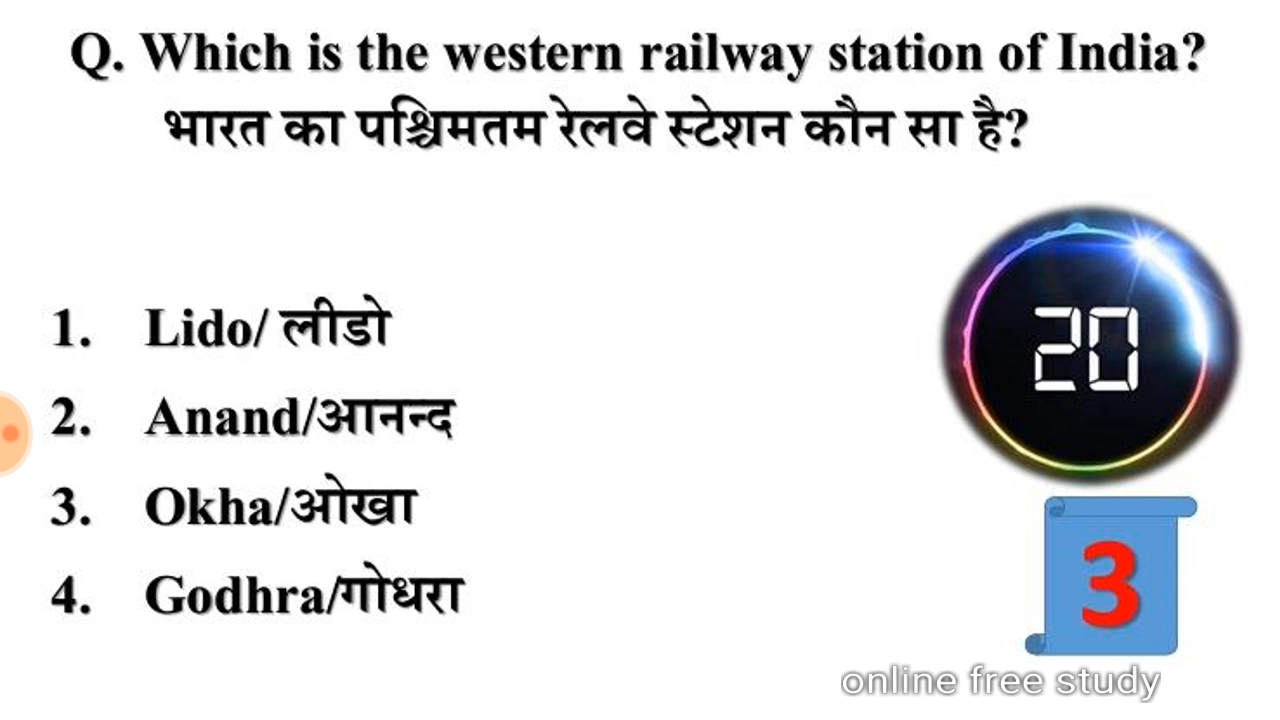 Q. Which is the western railway station of India?
भारत का पश्चिमतम रेलवे स्टेशन कौन सा है?
1. Lido/ लीडो
2. Anand/आनन्द
3. Okha/ओखा
4. Godhra/गोधरा
20
3
online free study